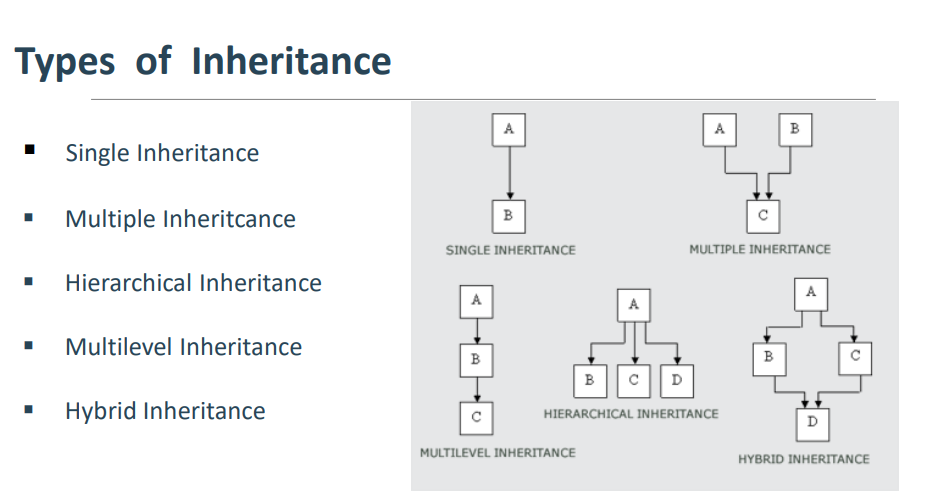 Types of Inheritance
Single Inheritance
Multiple Inheritcance
Hierarchical Inheritance
Multilevel Inheritance
Hybrid Inheritance
A
B
SINGLE INHERITANCE
A B
C
MULTIPLE INHERITANCE
A
B
C
MULTILEVEL INHERITANCE
A
B C D
HIERARCHICAL INHERITANCE
A
B C
D
HYBRID INHERITANCE